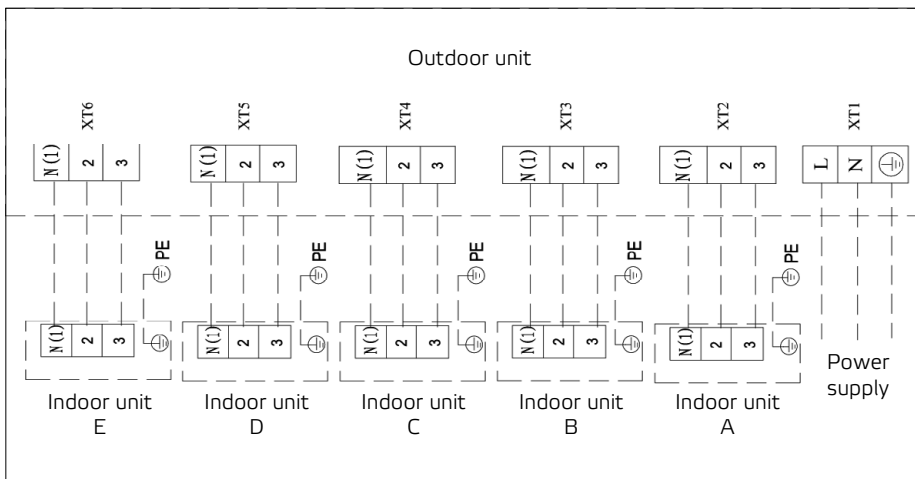 Outdoor unit
XT6 XT5 XT4 XT3 XT2 XT1
N(1) 2 3 N(1) 2 3 N(1) 2 3 N(1) 2 3 N(1) 2 3 L N
PE PE PE PE PE
N(1) 2 3 N(1) 2 3 N(1) 2 3 N(1) 2 3 N(1) 2 3
Power
supply
Indoor unit
E
Indoor unit
D
Indoor unit
C
Indoor unit
B
Indoor unit
A